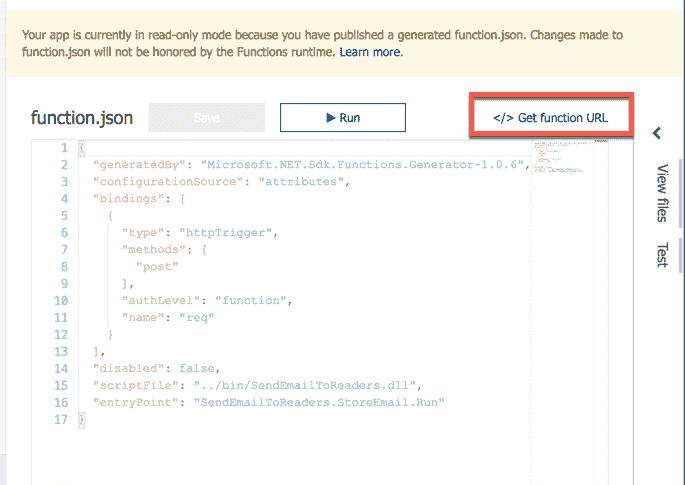 Your app is currently in read-only mode because you have published a generated function.json. Changes made to
function.json will not be honored by the Functions runtime. Learn more.
function.json
Save
Run
</> Get function URL
View files
Test
1 {
2 "generatedBy": "Microsoft.NET.Sdk.Functions.Generator-1.0.6",
3 "configurationSource": "attributes",
4 "bindings": [
5 {
6 "type": "httpTrigger",
7 "methods": [
8 "post"
9 ],
10 "authLevel": "function",
11 "name": "req"
12 }
13 ],
14 "disabled": false,
15 "scriptFile": "../bin/SendEmailToReaders.dll",
16 "entryPoint": "SendEmailToReaders.StoreEmail.Run"
17 }